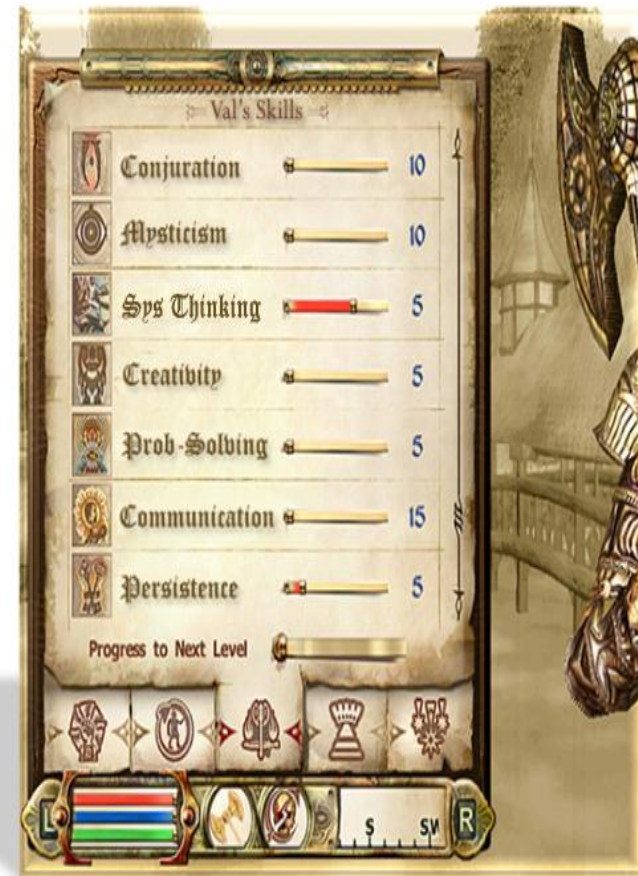 Val's Skills
Conjuration 10
Mysticism 10
Sys Thinking 5
Creativity 5
Prob-Solving 5
Communication 15
Persistence 5
Progress to Next Level
L S SW R